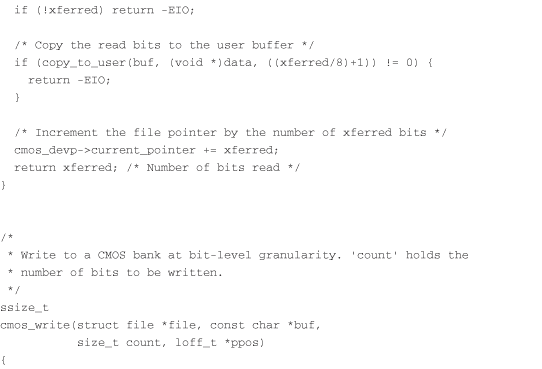 if (!xferred) return -EIO;
/* Copy the read bits to the user buffer */
if (copy_to_user(buf, (void *)data, ((xferred/8)+1)) != 0) {
return -EIO;
}
/* Increment the file pointer by the number of xferred bits */
cmos_devp->current_pointer += xferred;
return xferred; /* Number of bits read */
}
/*
* Write to a CMOS bank at bit-level granularity. 'count' holds the
* number of bits to be written.
*/
ssize_t
cmos_write(struct file *file, const char *buf,
size_t count, loff_t *ppos)
{